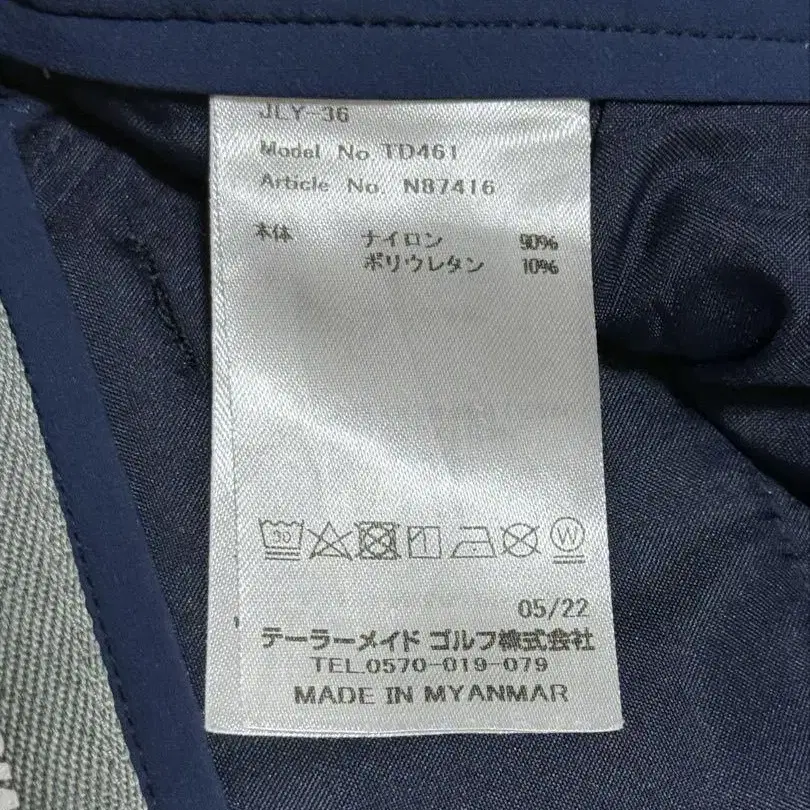 JLY-36
Model No TD461
Article No. N87416
本体 ナイロン 90%
ポリウレタン 10%
30
W
05/22
テーラーメイド ゴルフ株式会社
TEL.0570-019-079
MADE IN MYANMAR